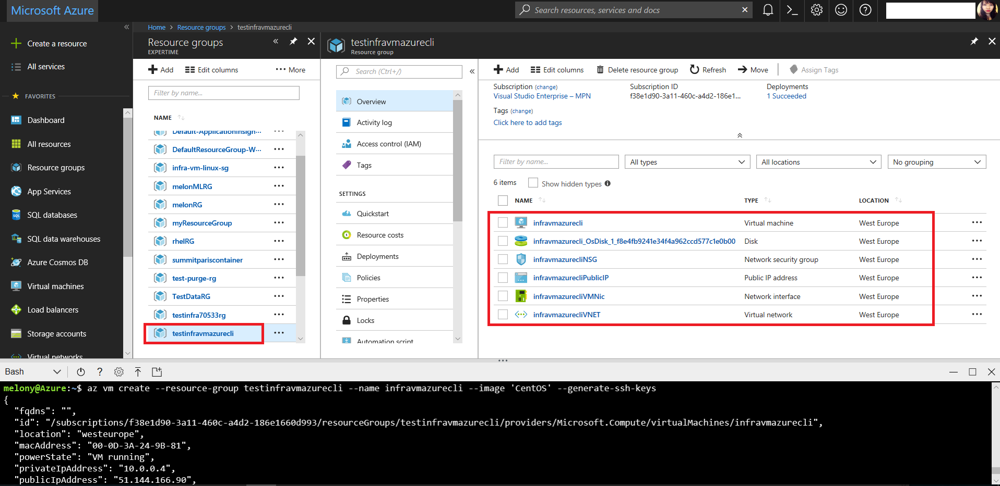 Microsoft Azure
Search resources, services and docs
Create a resource
All services
FAVORITES
Dashboard
All resources
Resource groups
App Services
SQL databases
SQL data warehouses
Azure Cosmos DB
Virtual machines
Load balancers
Storage accounts
Virtual networks
Home > Resource groups > testinfravmazurecli
Resource groups
EXPERTIME
Add Edit columns ··· More
Filter by name...
NAME
Default-ApplicationInsign···
DefaultResourceGroup-W···
infra-vm-linux-sg
melonMLRG
melonRG
myResourceGroup
rhelRG
summitpariscontainer
test-purge-rg
TestDataRG
testinfra70533rg
testinfravmazurecli
testinfravmazurecli
Resource group
Search (Ctrl+/)
Overview
Activity log
Access control (IAM)
Tags
SETTINGS
Quickstart
Resource costs
Deployments
Policies
Properties
Locks
Automation script
Add Edit columns Delete resource group Refresh Move Assign Tags
Subscription (change) Subscription ID Deployments
Visual Studio Enterprise – MPN f38e1d90-3a11-460c-a4d2-186e1... 1 Succeeded
Tags (change)
Click here to add tags
Filter by name... All types All locations No grouping
6 items Show hidden types
NAME TYPE LOCATION
infravmazurecli Virtual machine West Europe
infravmazurecli_OsDisk_1_f8e4fb9241e34f4a962ccd577c1e0b00 Disk West Europe
infravmazurecliNSG Network security group West Europe
infravmazurecliPublicIP Public IP address West Europe
infravmazurecliVMNic Network interface West Europe
infravmazurecliVNET Virtual network West Europe
Bash
melony@Azure:~$ az vm create --resource-group testinfravmazurecli --name infravmazurecli --image 'CentOS' --generate-ssh-keys
{
"fqdns": "",
"id": "/subscriptions/f38e1d90-3a11-460c-a4d2-186e1660d993/resourceGroups/testinfravmazurecli/providers/Microsoft.Compute/virtualMachines/infravmazurecli",
"location": "westeurope",
"macAddress": "00-0D-3A-24-9B-81",
"powerState": "VM running",
"privateIpAddress": "10.0.0.4",
"publicIpAddress": "51.144.166.90",